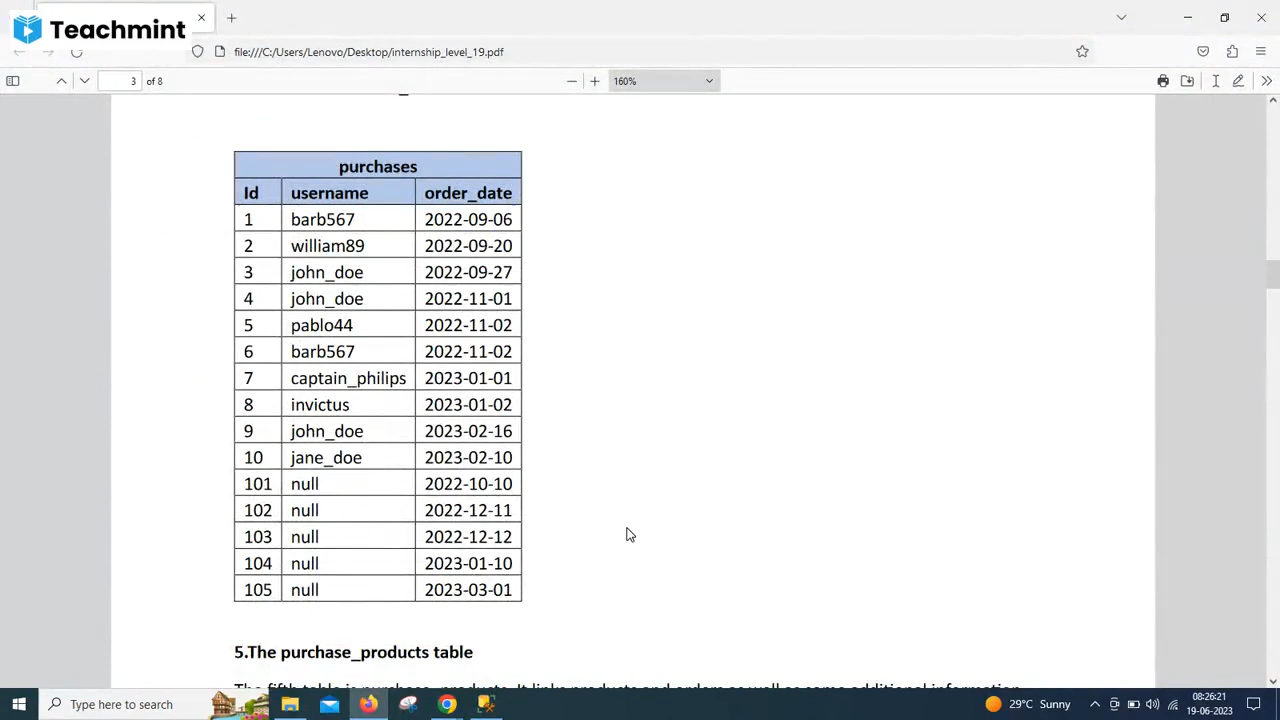 Teachmint
file:///C:/Users/Lenovo/Desktop/internship_level_19.pdf
3 of 8
160%
purchases
Id username order_date
1 barb567 2022-09-06
2 william89 2022-09-20
3 john_doe 2022-09-27
4 john_doe 2022-11-01
5 pablo44 2022-11-02
6 barb567 2022-11-02
7 captain_philips 2023-01-01
8 invictus 2023-01-02
9 john_doe 2023-02-16
10 jane_doe 2023-02-10
101 null 2022-10-10
102 null 2022-12-11
103 null 2022-12-12
104 null 2023-01-10
105 null 2023-03-01
5.The purchase_products table
Type here to search
29°C Sunny
08:26:21
19-06-2023